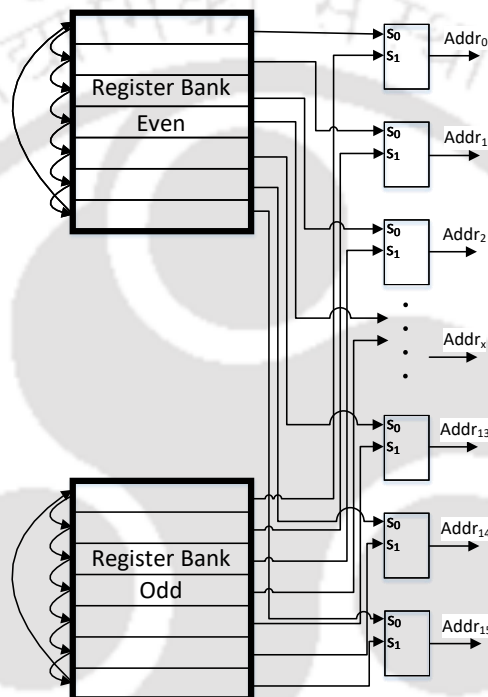 S₀
S₁
Addr₀
Register Bank
Even
S₀
S₁
Addr₁
S₀
S₁
Addr₂
Addrₓ
S₀
S₁
Addr₁₃
Register Bank
Odd
S₀
S₁
Addr₁₄
S₀
S₁
Addr₁₅